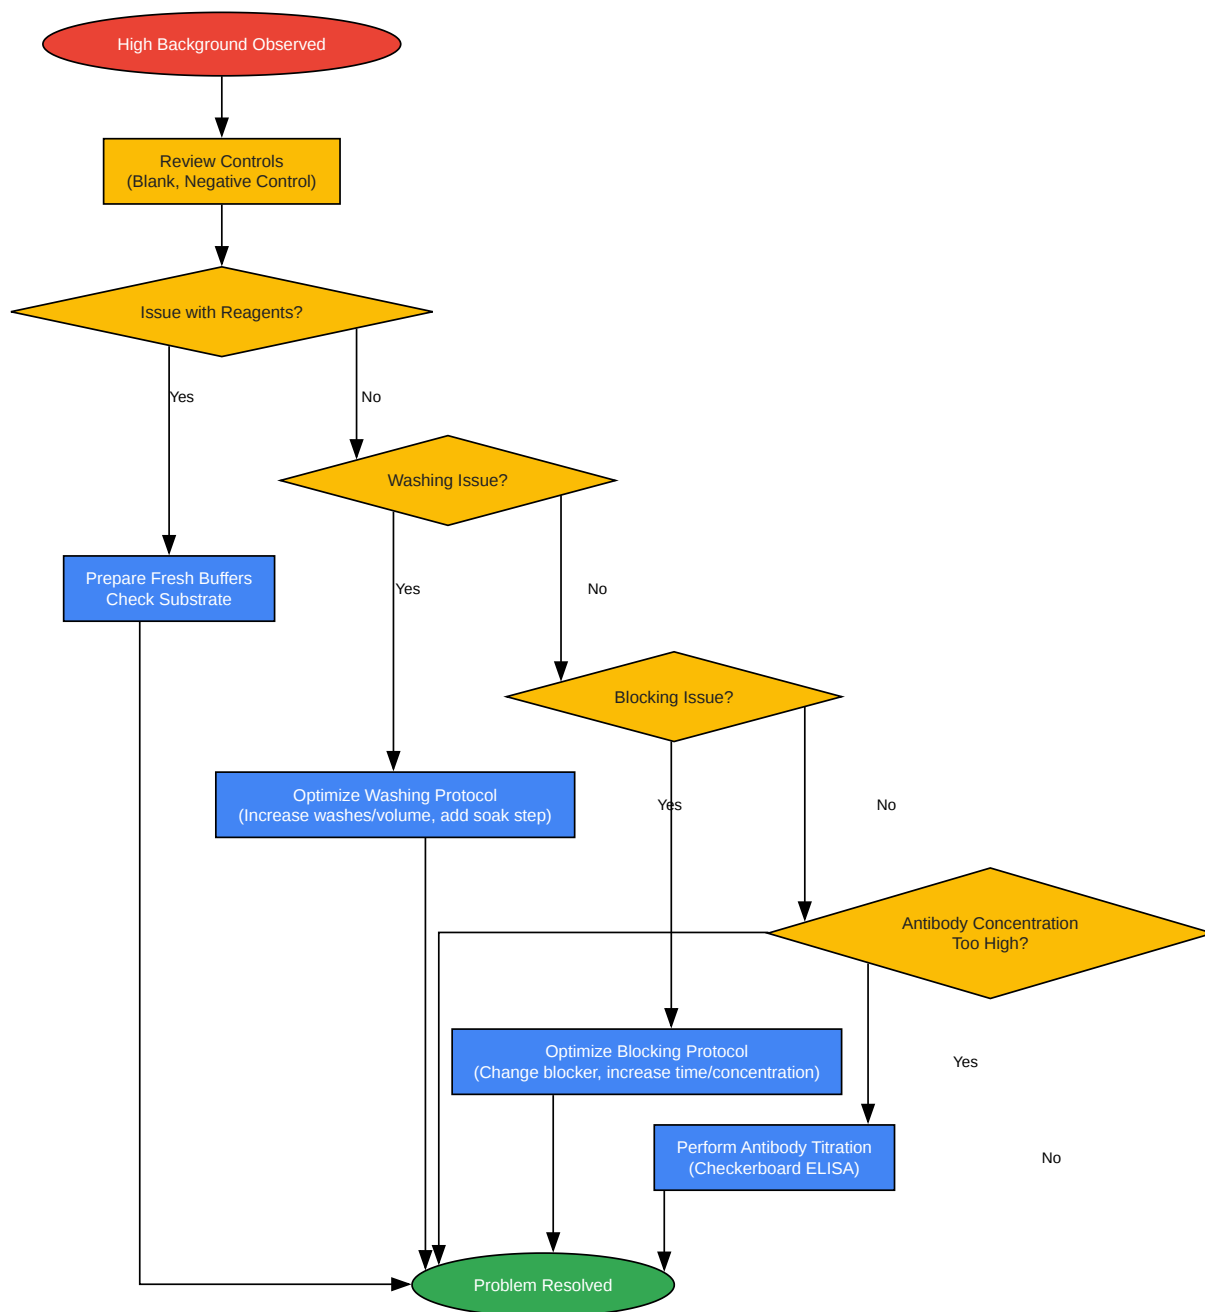 High Background Observed
Review Controls
(Blank, Negative Control)
Issue with Reagents?
Yes
No
Washing Issue?
Prepare Fresh Buffers
Check Substrate
Yes
No
Blocking Issue?
Optimize Washing Protocol
(Increase washes/volume, add soak step)
Yes
No
Antibody Concentration
Too High?
Optimize Blocking Protocol
(Change blocker, increase time/concentration)
Yes
Perform Antibody Titration
(Checkerboard ELISA)
No
Problem Resolved